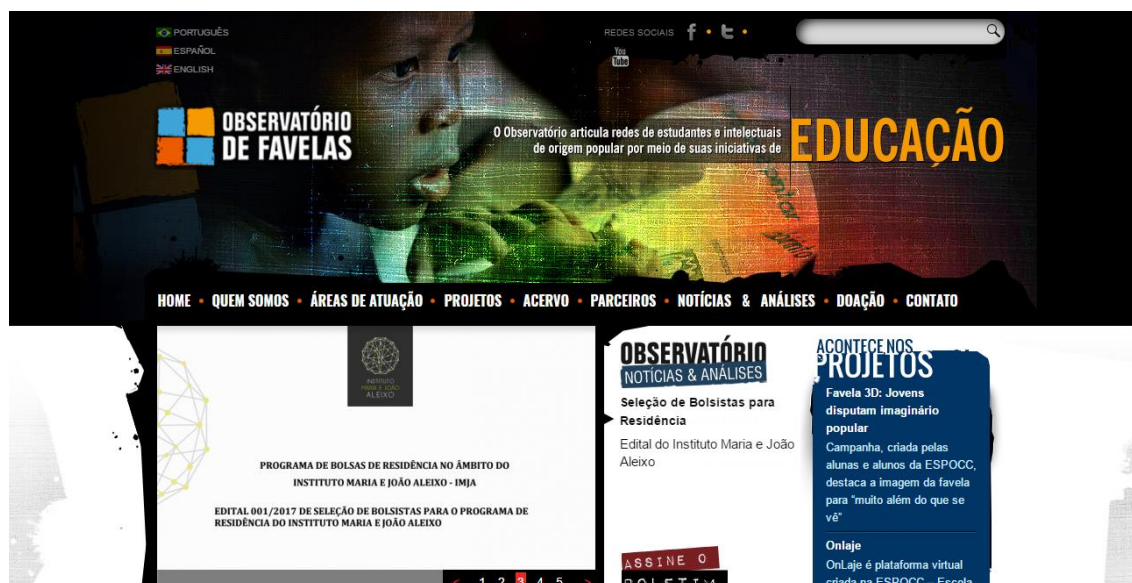 PORTUGUÊS
ESPAÑOL
ENGLISH
REDES SOCIAIS
You
Tube
OBSERVATÓRIO
DE FAVELAS
O Observatório articula redes de estudantes e intelectuais
de origem popular por meio de suas iniciativas de
EDUCAÇÃO
HOME • QUEM SOMOS • ÁREAS DE ATUAÇÃO • PROJETOS • ACERVO • PARCEIROS • NOTÍCIAS & ANÁLISES • DOAÇÃO • CONTATO
INSTITUTO
MARIA E JOÃO
ALEIXO
PROGRAMA DE BOLSAS DE RESIDÊNCIA NO ÂMBITO DO
INSTITUTO MARIA E JOÃO ALEIXO - IMJA
EDITAL 001/2017 DE SELEÇÃO DE BOLSISTAS PARA O PROGRAMA DE
RESIDÊNCIA DO INSTITUTO MARIA E JOÃO ALEIXO
< 1 2 3 4 5 >
OBSERVATÓRIO
NOTÍCIAS & ANÁLISES
Seleção de Bolsistas para
Residência
Edital do Instituto Maria e João
Aleixo
ASSINE O
BOLETIM
ACONTECE NOS
PROJETOS
Favela 3D: Jovens
disputam imaginário
popular
Campanha, criada pelas
alunas e alunos da ESPOCC,
destaca a imagem da favela
para "muito além do que se
vê"
Onlaje
OnLaje é plataforma virtual
criada na ESPOCC – Escola